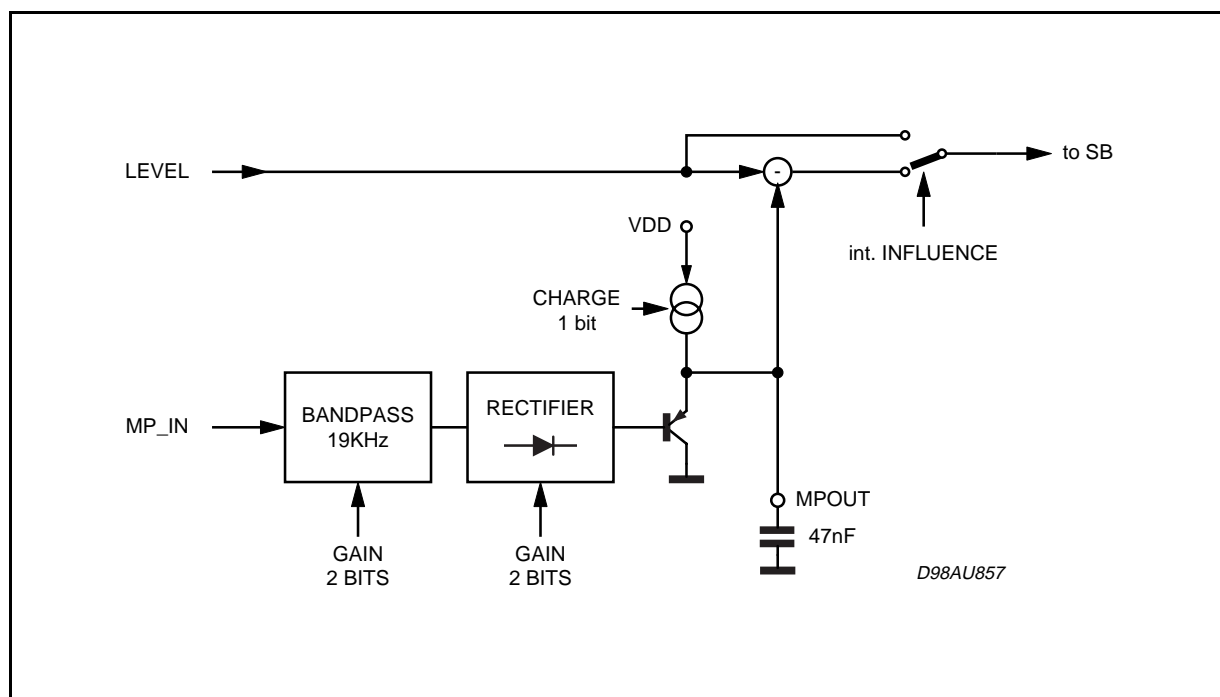 LEVEL
-
to SB
int. INFLUENCE
VDD
CHARGE
1 bit
MP_IN
BANDPASS
19KHz
RECTIFIER
GAIN
2 BITS
GAIN
2 BITS
MPOUT
47nF
D98AU857